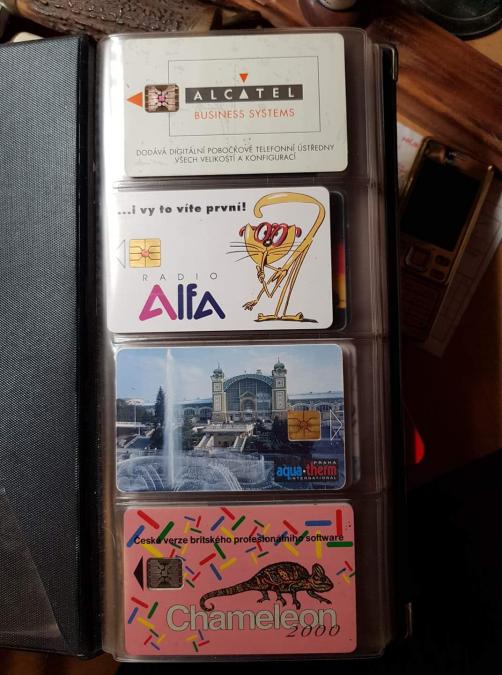 ALCATEL
BUSINESS SYSTEMS
DODÁVÁ DIGITÁLNÍ POBOČKOVÉ TELEFONNÍ ÚSTŘEDNY
VŠECH VELIKOSTÍ A KONFIGURACÍ
...i vy to víte první!
RADIO
AlfA
PRAHA
aqua-therm
INTERNATIONAL
České verze britského profesionálního software
Chameleon
2000